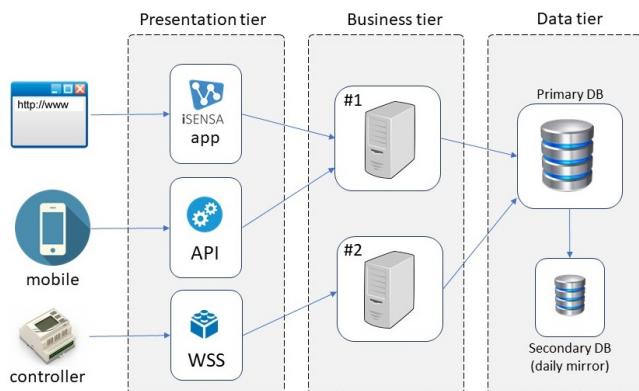 Presentation tier
Business tier
Data tier
http://www
iSENSA
app
#1
Primary DB
mobile
API
#2
controller
WSS
Secondary DB
(daily mirror)